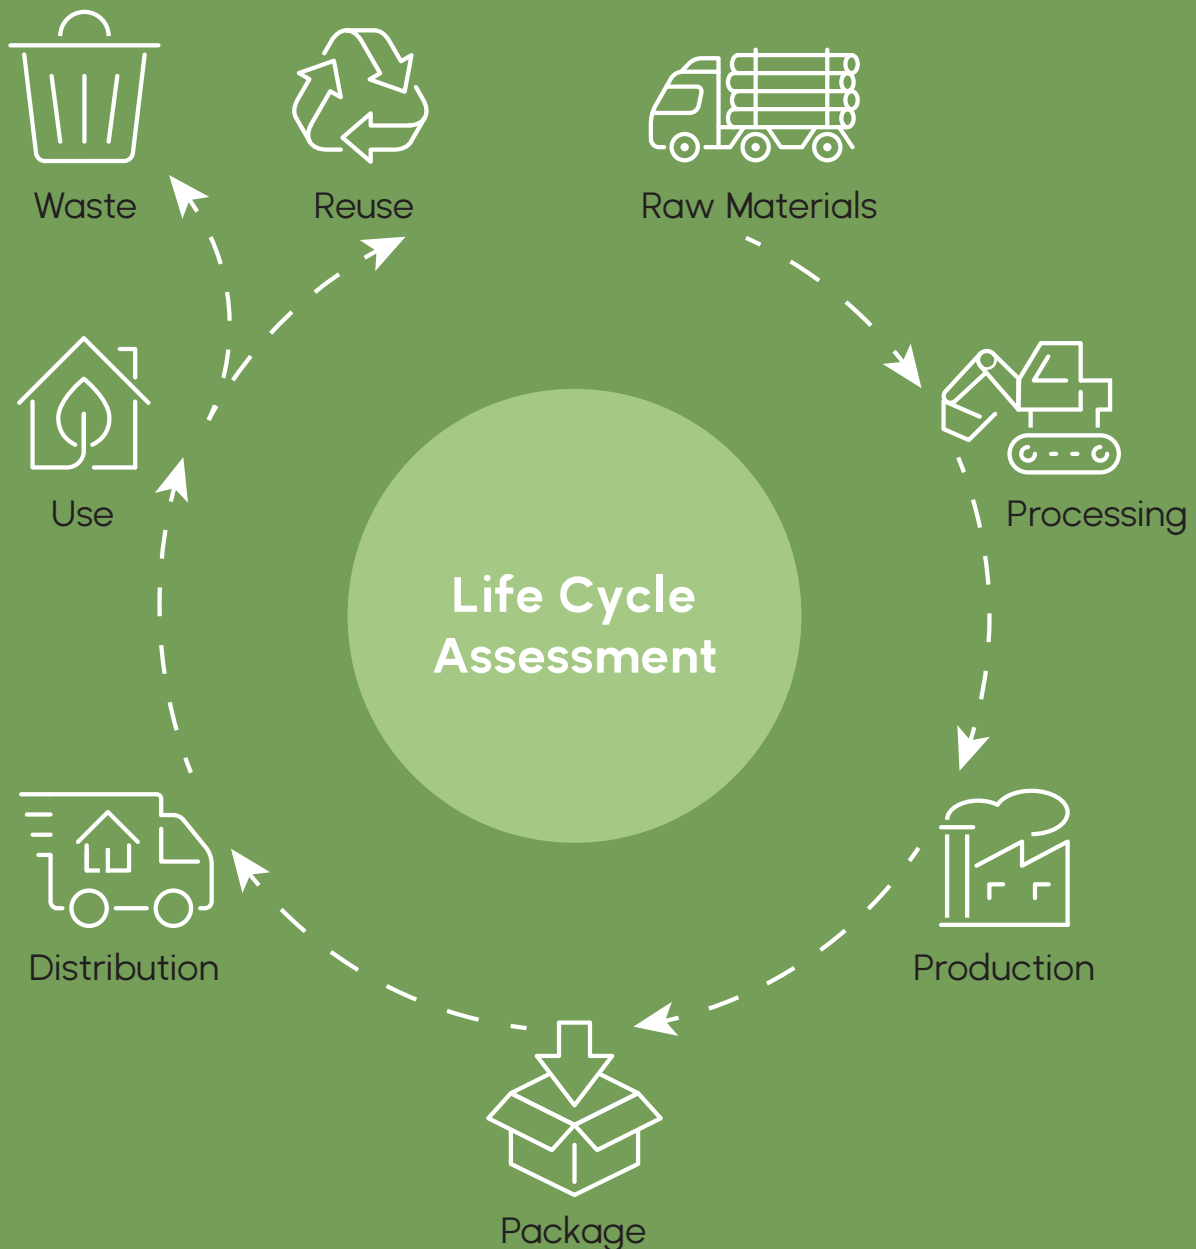 Waste
Reuse
Raw Materials
Use
Processing
Life Cycle
Assessment
Distribution
Production
Package